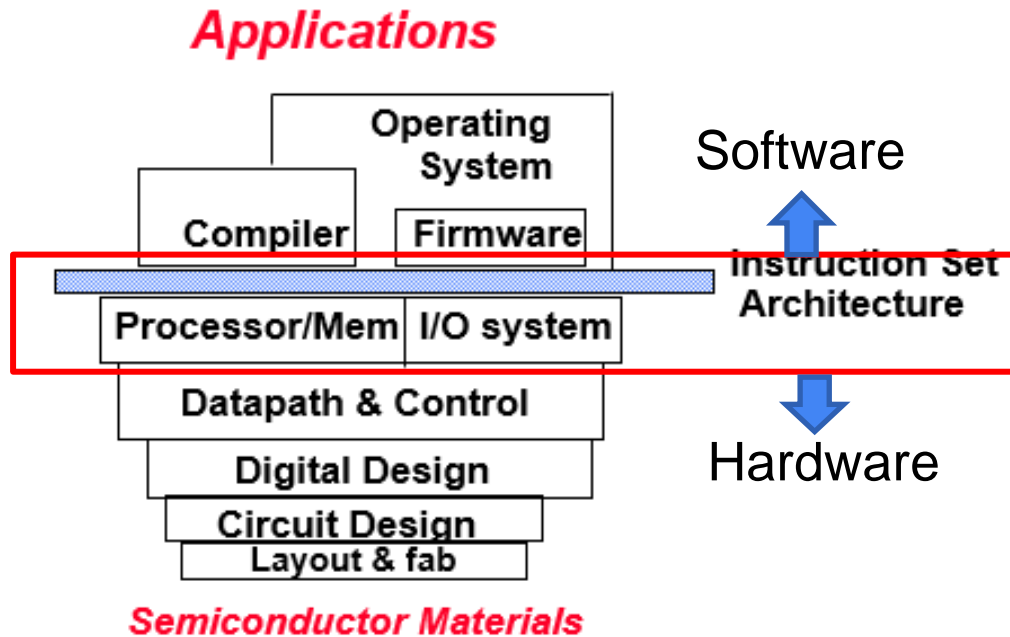 Applications
Operating
System
Software
Compiler
Firmware
Instruction Set
Architecture
Processor/Mem
I/O system
Datapath & Control
Hardware
Digital Design
Circuit Design
Layout & fab
Semiconductor Materials